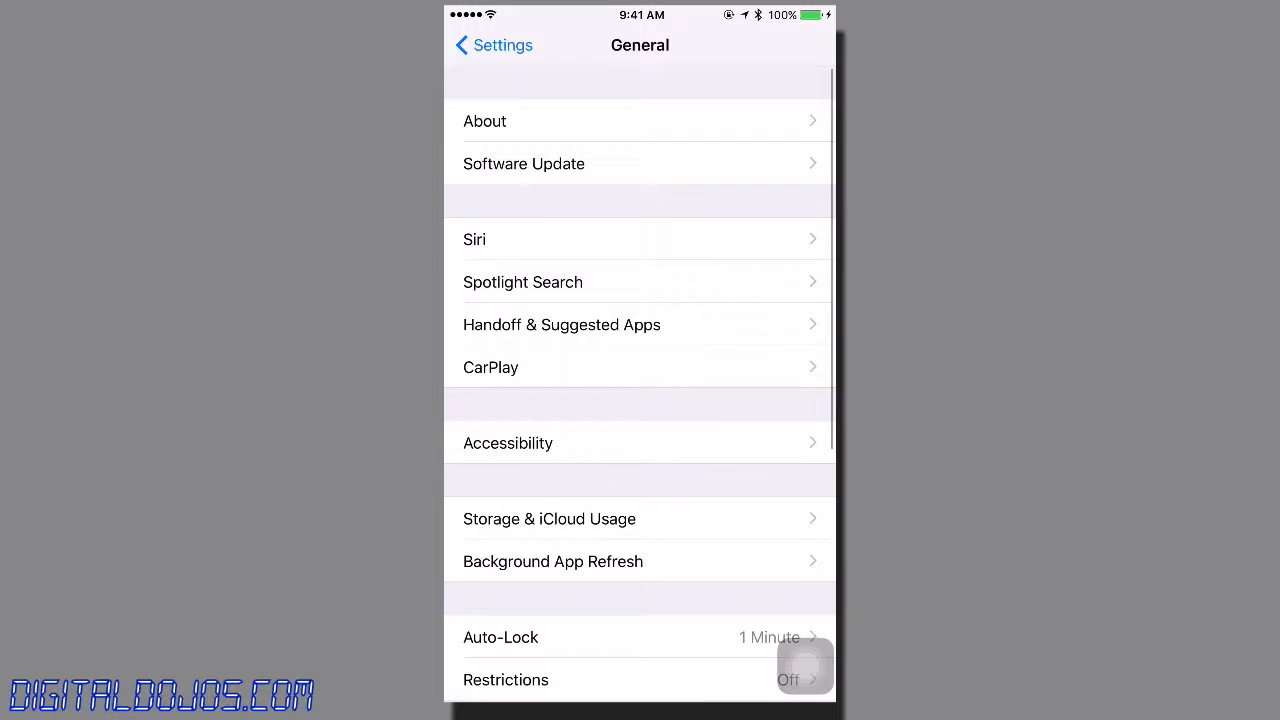 9:41 AM 100%
Settings General
About
Software Update
Siri
Spotlight Search
Handoff & Suggested Apps
CarPlay
Accessibility
Storage & iCloud Usage
Background App Refresh
Auto-Lock 1 Minute
Restrictions Off
DIGITALDOJOS.COM